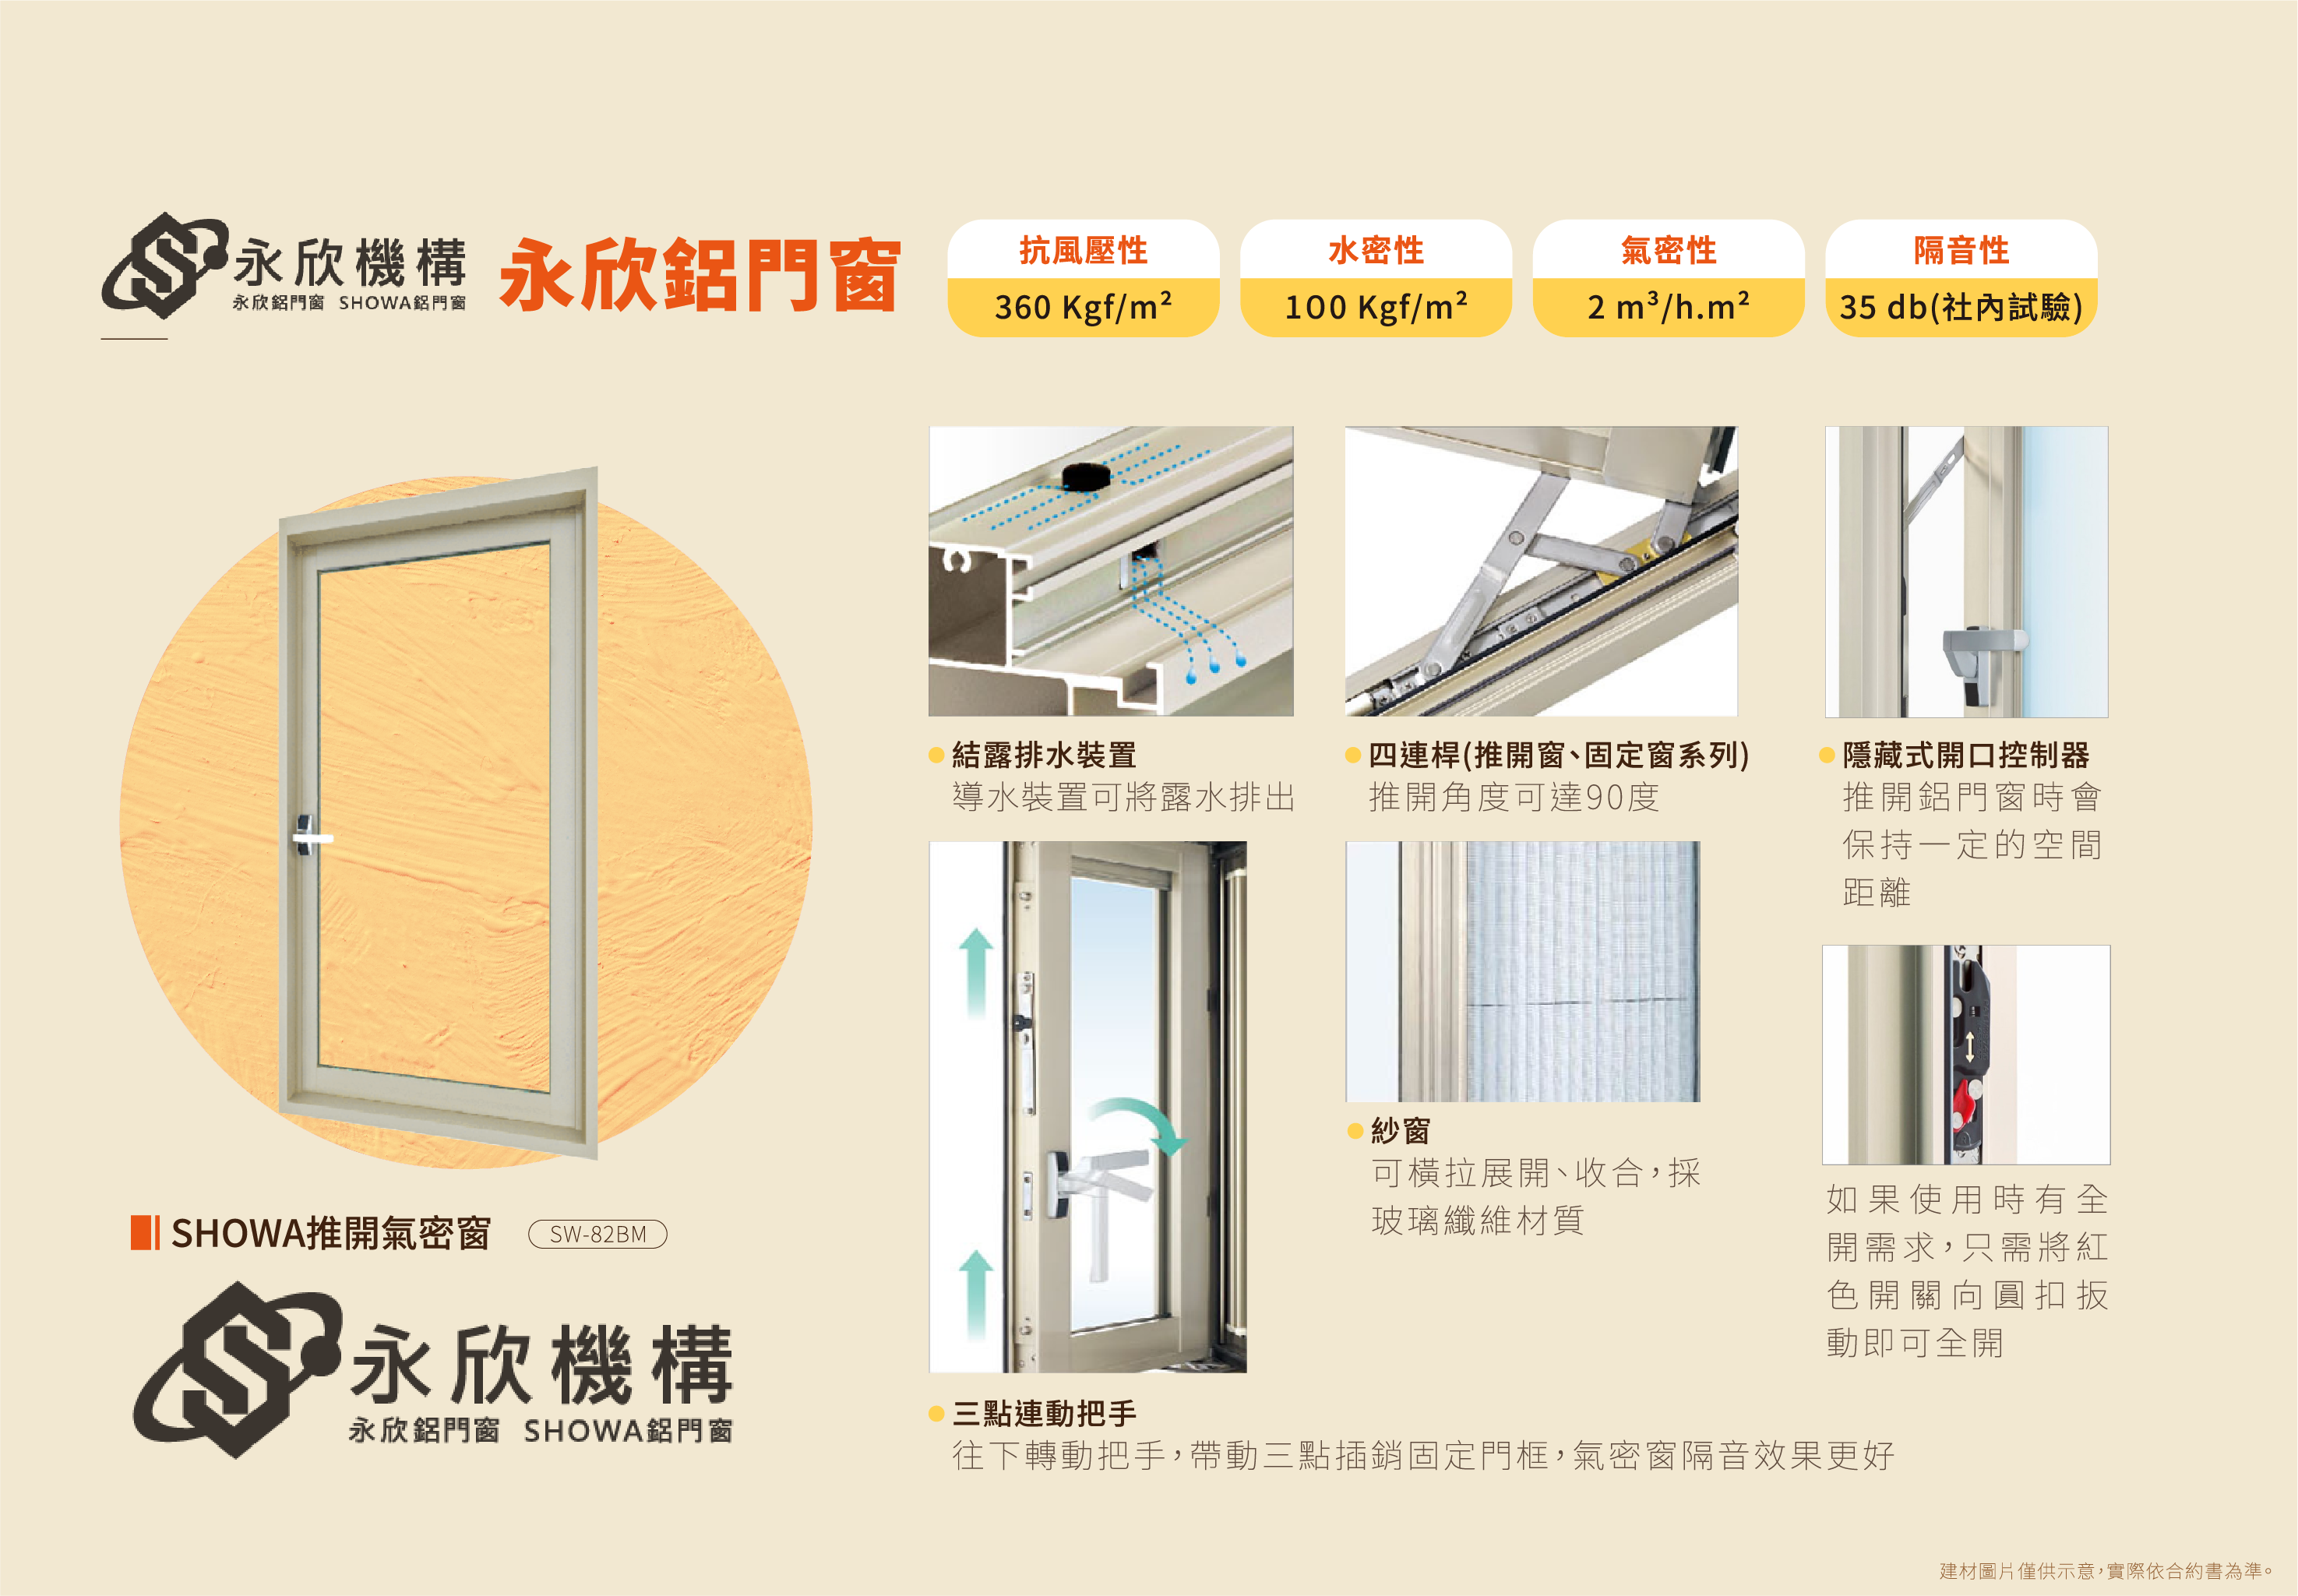 永欣機構
永欣鋁門窗 SHOWA鋁門窗
永欣鋁門窗
抗風壓性
360 Kgf/m²
水密性
100 Kgf/m²
氣密性
2 m³/h.m²
隔音性
35 db(社內試驗)
SHOWA推開氣密窗
SW-82BM
永欣機構
永欣鋁門窗 SHOWA鋁門窗
結露排水裝置
導水裝置可將露水排出
四連桿(推開窗、固定窗系列)
推開角度可達90度
隱藏式開口控制器
推開鋁門窗時會
保持一定的空間
距離
紗窗
可橫拉展開、收合，採
玻璃纖維材質
如果使用時有全
開需求，只需將紅
色開關向圓扣扳
動即可全開
三點連動把手
往下轉動把手，帶動三點插銷固定門框，氣密窗隔音效果更好
建材圖片僅供示意，實際依合約書為準。